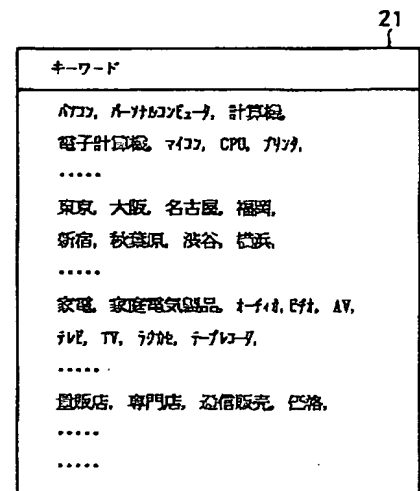 21
キーワード
パソコン, パーソナルコンピュータ, 計算機,
電子計算機, マイコン, CPU, プリンタ,
.....
東京, 大阪, 名古屋, 福岡,
新宿, 秋葉原, 渋谷, 横浜,
.....
家電, 家庭電気製品, オーディオ, ビデオ, AV,
テレビ, TV, ラジカセ, テープレコーダ,
.....
量販店, 専門店, 通信販売,
.....
.....